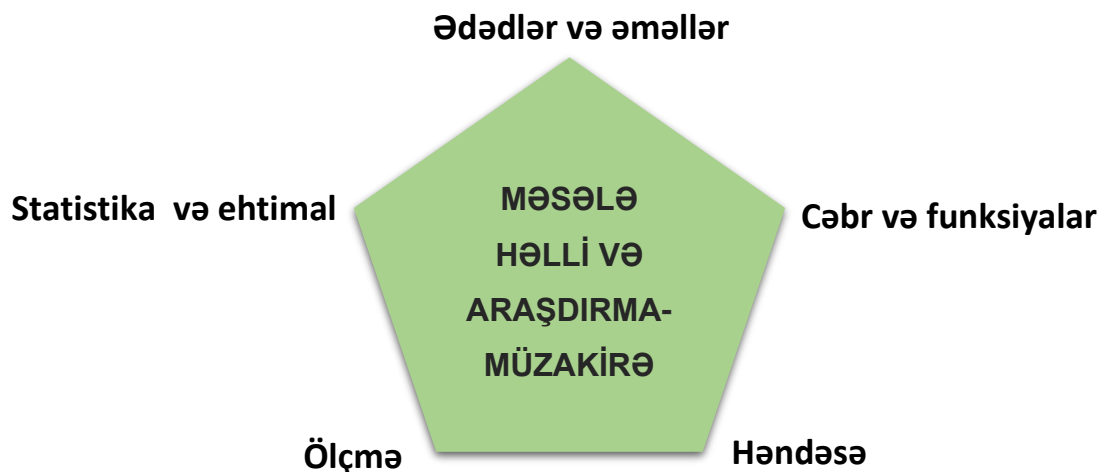 Ədədlər və əməllər
Statistika və ehtimal
MƏSƏLƏ
HƏLLİ VƏ
ARAŞDIRMA-
MÜZAKİRƏ
Cəbr və funksiyalar
Ölçmə
Həndəsə